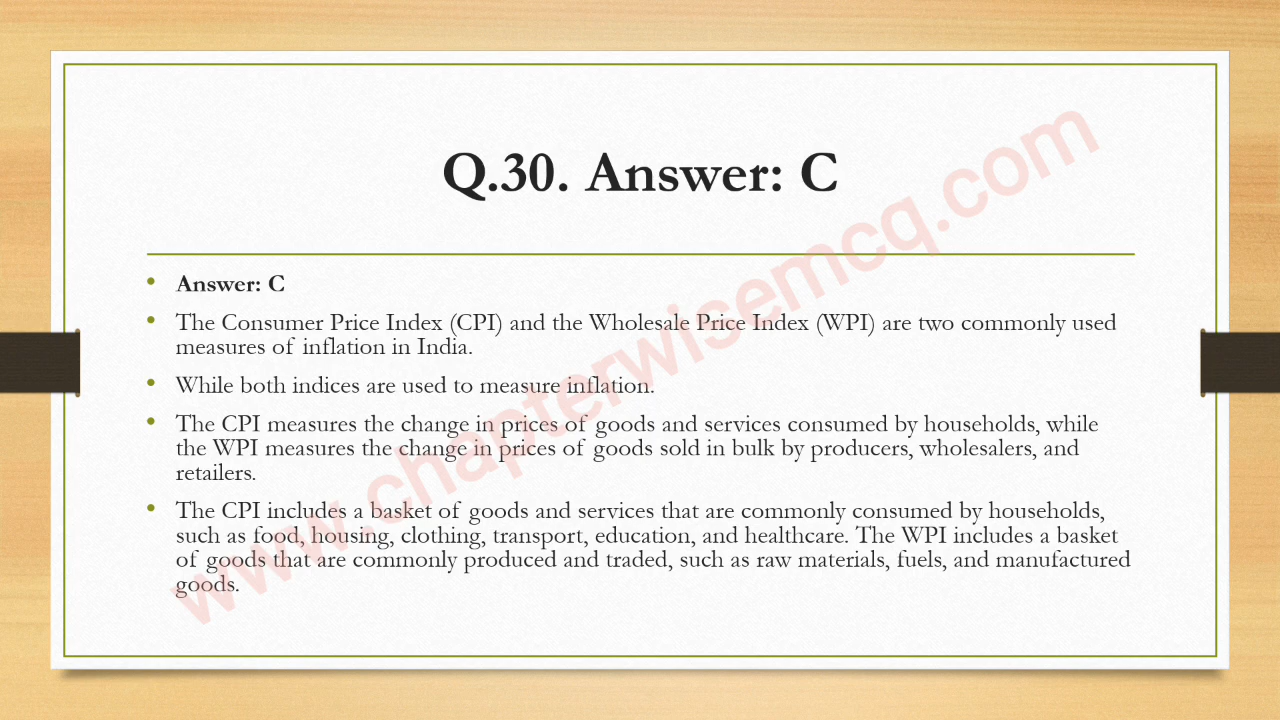 Q.30. Answer: C
• Answer: C
• The Consumer Price Index (CPI) and the Wholesale Price Index (WPI) are two commonly used
measures of inflation in India.
• While both indices are used to measure inflation.
• The CPI measures the change in prices of goods and services consumed by households, while
the WPI measures the change in prices of goods sold in bulk by producers, wholesalers, and
retailers.
• The CPI includes a basket of goods and services that are commonly consumed by households,
such as food, housing, clothing, transport, education, and healthcare. The WPI includes a basket
of goods that are commonly produced and traded, such as raw materials, fuels, and manufactured
goods.
www.chapterwisemcq.com